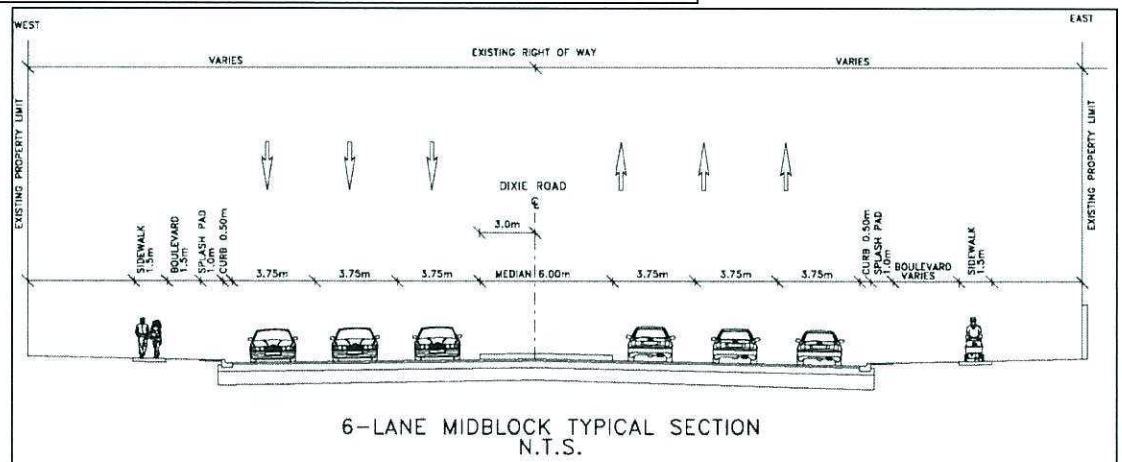 WEST
EAST
EXISTING RIGHT OF WAY
VARIES
VARIES
EXISTING PROPERTY LIMIT
EXISTING PROPERTY LIMIT
DIXIE ROAD
℄
3.0m
SIDEWALK
1.5m
BOULEVARD
1.5m
SPLASH PAD
1.0m
CURB 0.50m
3.75m
3.75m
3.75m
MEDIAN 6.00m
3.75m
3.75m
3.75m
CURB 0.50m
SPLASH PAD
1.0m
BOULEVARD
VARIES
SIDEWALK
1.5m
6-LANE MIDBLOCK TYPICAL SECTION
N.T.S.